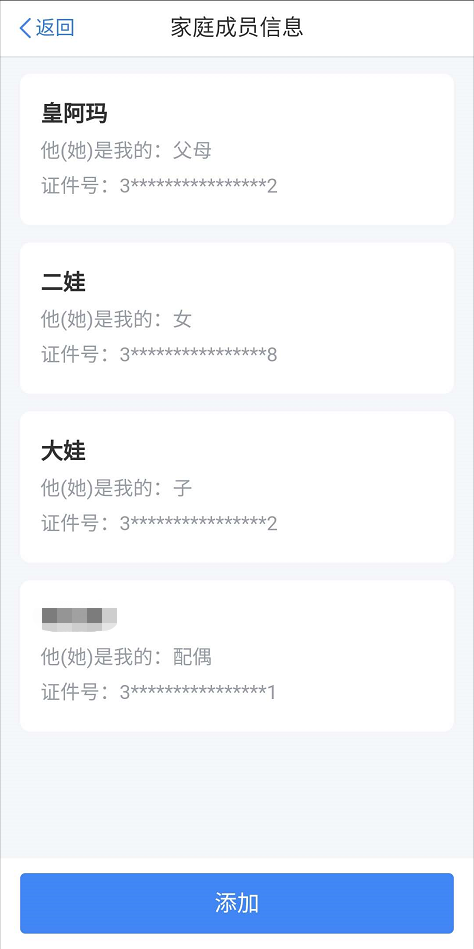 返回
家庭成员信息
皇阿玛
他(她)是我的：父母
证件号：3****************2
二娃
他(她)是我的：女
证件号：3****************8
大娃
他(她)是我的：子
证件号：3****************2
他(她)是我的：配偶
证件号：3****************1
添加